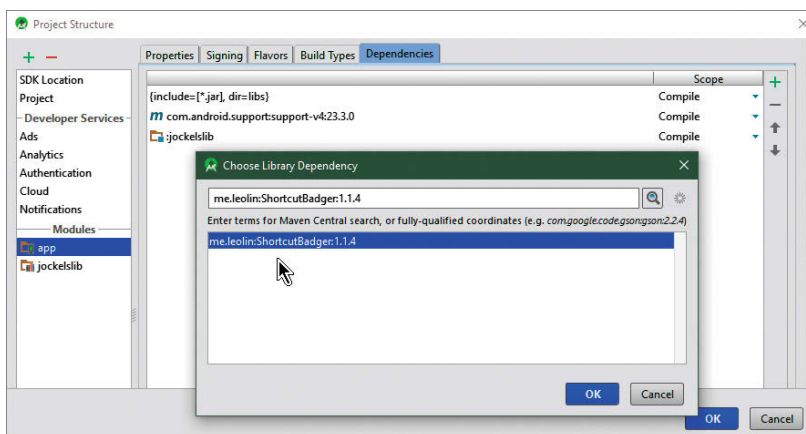 Project Structure
SDK Location
Project
Developer Services
Ads
Analytics
Authentication
Cloud
Notifications
Modules
app
jockelslib
Properties Signing Flavors Build Types Dependencies
Scope
{include=[*.jar], dir=libs} Compile
m com.android.support:support-v4:23.3.0 Compile
:jockelslib Compile
Choose Library Dependency
me.leolin:ShortcutBadger:1.1.4
Enter terms for Maven Central search, or fully-qualified coordinates (e.g. com.google.code.gson:gson:2.2.4)
me.leolin:ShortcutBadger:1.1.4
OK Cancel
OK Cancel